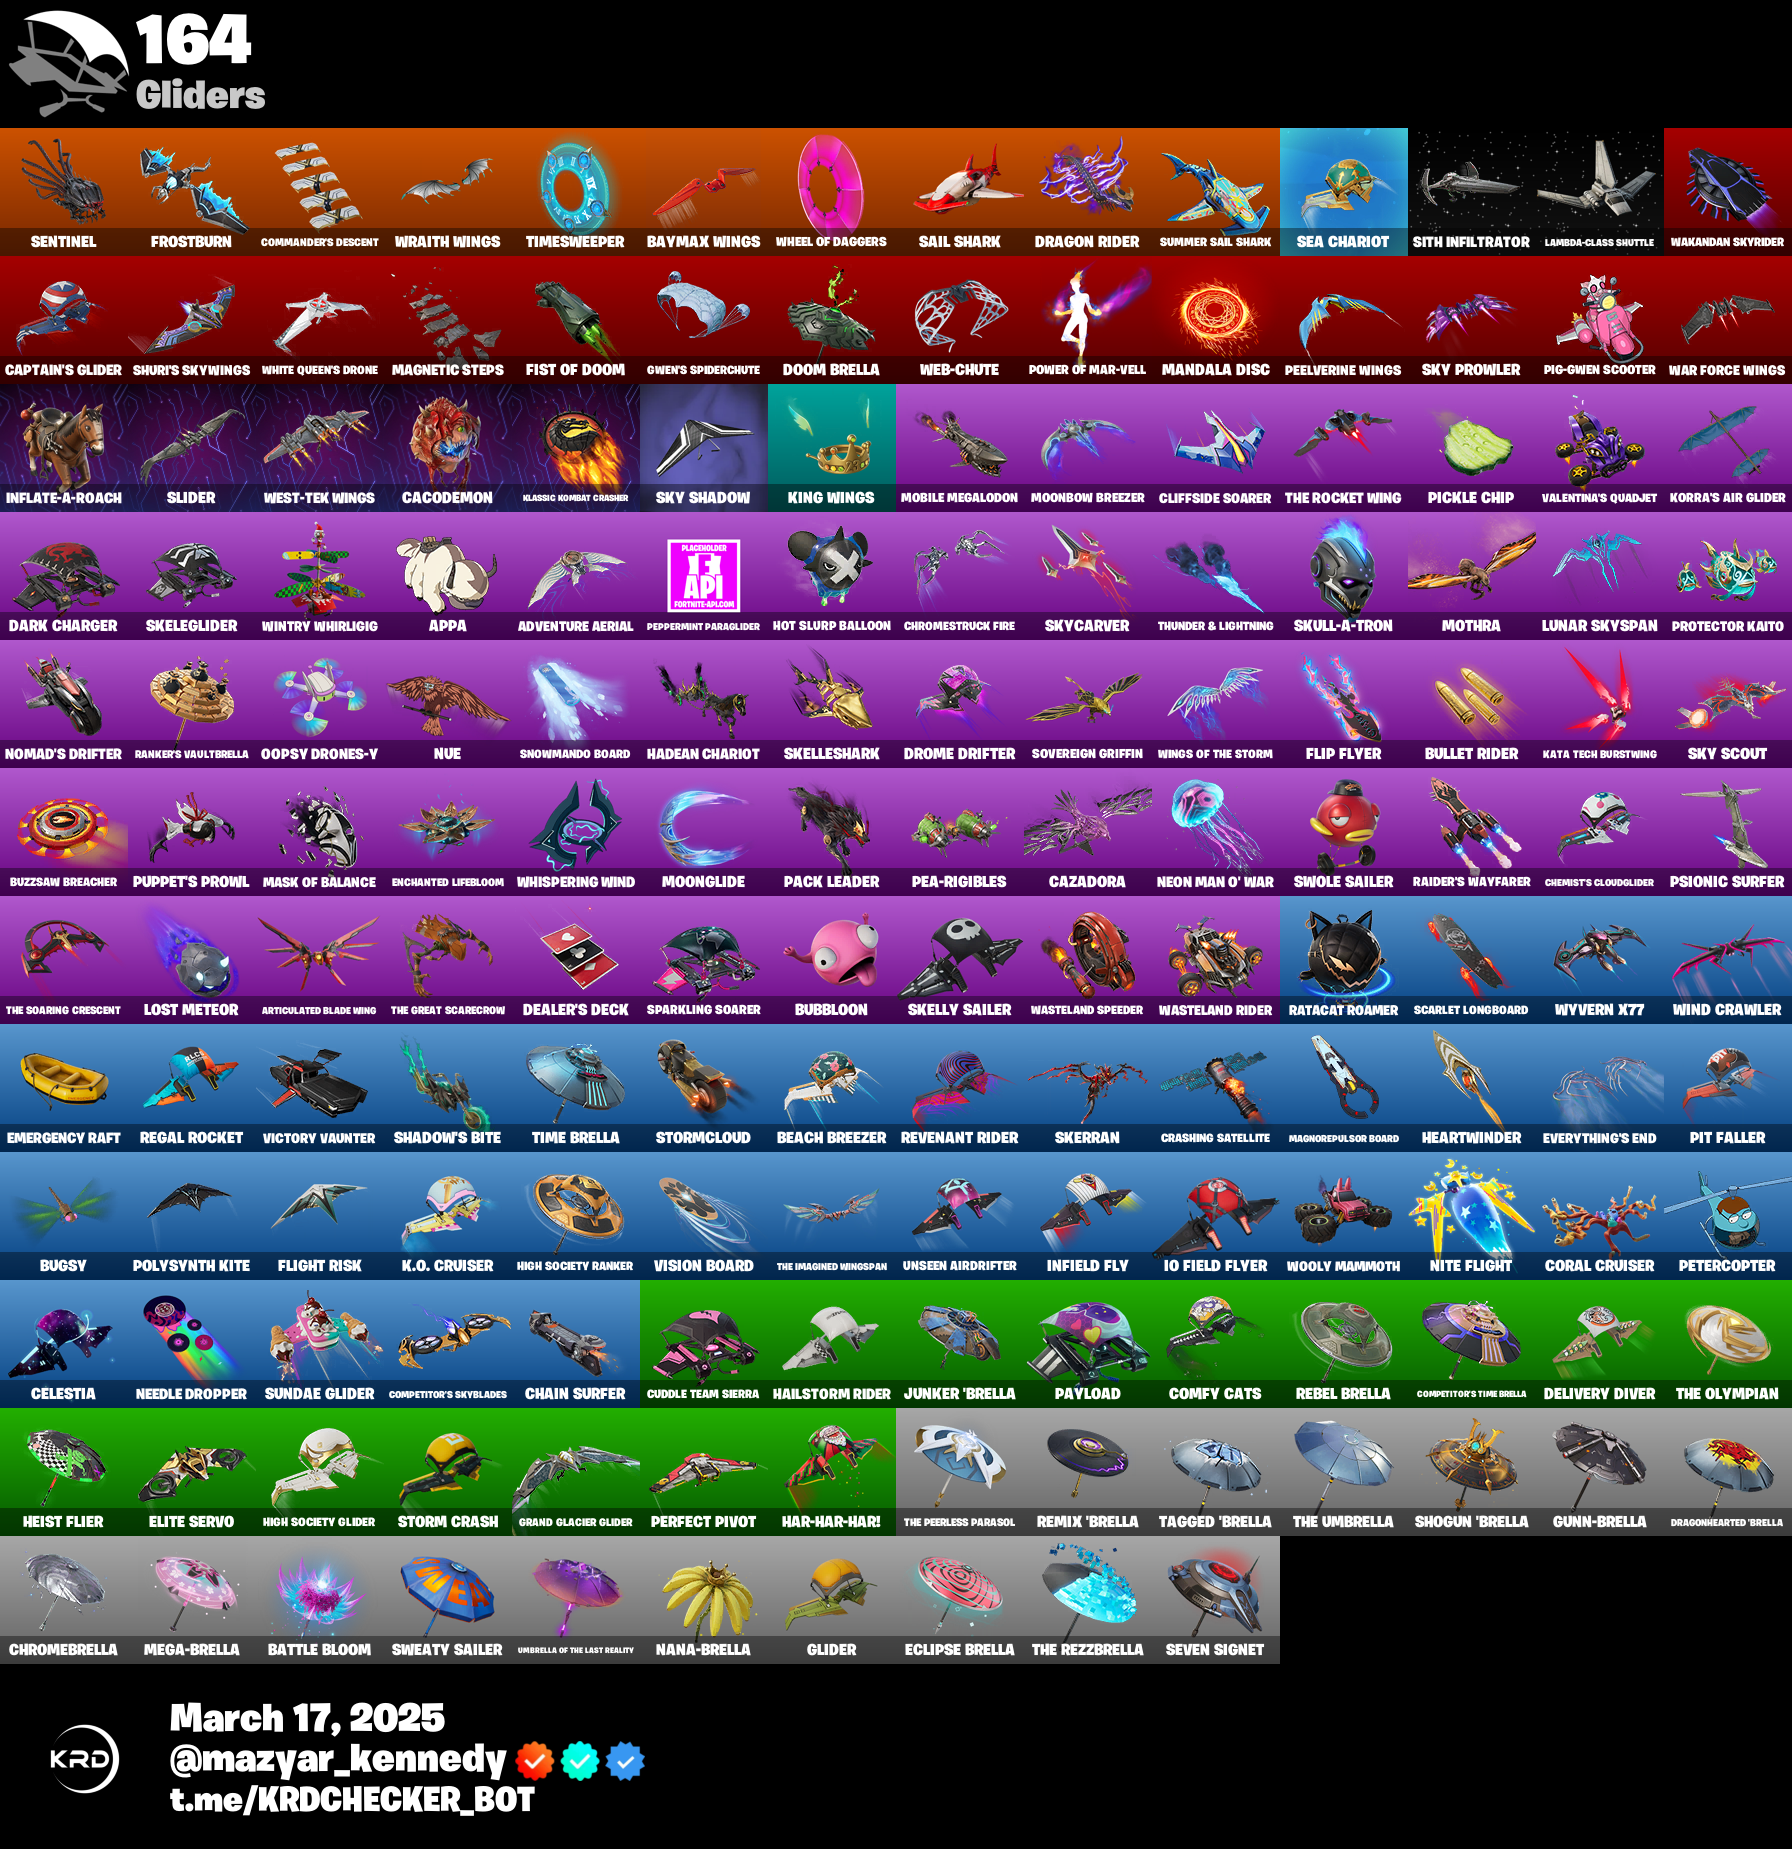 164
Gliders
SENTINEL FROSTBURN COMMANDER'S DESCENT WRAITH WINGS TIMESWEEPER BAYMAX WINGS WHEEL OF DAGGERS SAIL SHARK DRAGON RIDER SUMMER SAIL SHARK SEA CHARIOT SITH INFILTRATOR LAMBDA-CLASS SHUTTLE WAKANDAN SKYRIDER
CAPTAIN'S GLIDER SHURI'S SKYWINGS WHITE QUEEN'S DRONE MAGNETIC STEPS FIST OF DOOM GWEN'S SPIDERCHUTE DOOM BRELLA WEB-CHUTE POWER OF MAR-VELL MANDALA DISC PEELVERINE WINGS SKY PROWLER PIG-GWEN SCOOTER WAR FORCE WINGS
INFLATE-A-ROACH SLIDER WEST-TEK WINGS CACODEMON KLASSIC KOMBAT CRASHER SKY SHADOW KING WINGS MOBILE MEGALODON MOONBOW BREEZER CLIFFSIDE SOARER THE ROCKET WING PICKLE CHIP VALENTINA'S QUADJET KORRA'S AIR GLIDER
PLACEHOLDER
API
FORTNITE-API.COM
DARK CHARGER SKELEGLIDER WINTRY WHIRLIGIG APPA ADVENTURE AERIAL PEPPERMINT PARAGLIDER HOT SLURP BALLOON CHROMESTRUCK FIRE SKYCARVER THUNDER & LIGHTNING SKULL-A-TRON MOTHRA LUNAR SKYSPAN PROTECTOR KAITO
NOMAD'S DRIFTER RANKER'S VAULTBRELLA OOPSY DRONES-Y NUE SNOWMANDO BOARD HADEAN CHARIOT SKELLESHARK DROME DRIFTER SOVEREIGN GRIFFIN WINGS OF THE STORM FLIP FLYER BULLET RIDER KATA TECH BURSTWING SKY SCOUT
BUZZSAW BREACHER PUPPET'S PROWL MASK OF BALANCE ENCHANTED LIFEBLOOM WHISPERING WIND MOONGLIDE PACK LEADER PEA-RIGIBLES CAZADORA NEON MAN O' WAR SWOLE SAILER RAIDER'S WAYFARER CHEMIST'S CLOUDGLIDER PSIONIC SURFER
THE SOARING CRESCENT LOST METEOR ARTICULATED BLADE WING THE GREAT SCARECROW DEALER'S DECK SPARKLING SOARER BUBBLOON SKELLY SAILER WASTELAND SPEEDER WASTELAND RIDER RATACAT ROAMER SCARLET LONGBOARD WYVERN X77 WIND CRAWLER
EMERGENCY RAFT REGAL ROCKET VICTORY VAUNTER SHADOW'S BITE TIME BRELLA STORMCLOUD BEACH BREEZER REVENANT RIDER SKERRAN CRASHING SATELLITE MAGNOREPULSOR BOARD HEARTWINDER EVERYTHING'S END PIT FALLER
BUGSY POLYSYNTH KITE FLIGHT RISK K.O. CRUISER HIGH SOCIETY RANKER VISION BOARD THE IMAGINED WINGSPAN UNSEEN AIRDRIFTER INFIELD FLY IO FIELD FLYER WOOLY MAMMOTH NITE FLIGHT CORAL CRUISER PETERCOPTER
CELESTIA NEEDLE DROPPER SUNDAE GLIDER COMPETITOR'S SKYBLADES CHAIN SURFER CUDDLE TEAM SIERRA HAILSTORM RIDER JUNKER 'BRELLA PAYLOAD COMFY CATS REBEL BRELLA COMPETITOR'S TIME BRELLA DELIVERY DIVER THE OLYMPIAN
HEIST FLIER ELITE SERVO HIGH SOCIETY GLIDER STORM CRASH GRAND GLACIER GLIDER PERFECT PIVOT HAR-HAR-HAR! THE PEERLESS PARASOL REMIX 'BRELLA TAGGED 'BRELLA THE UMBRELLA SHOGUN 'BRELLA GUNN-BRELLA DRAGONHEARTED 'BRELLA
CHROMEBRELLA MEGA-BRELLA BATTLE BLOOM SWEATY SAILER UMBRELLA OF THE LAST REALITY NANA-BRELLA GLIDER ECLIPSE BRELLA THE REZZBRELLA SEVEN SIGNET
KRD
March 17, 2025
@mazyar_kennedy
t.me/KRDCHECKER_BOT